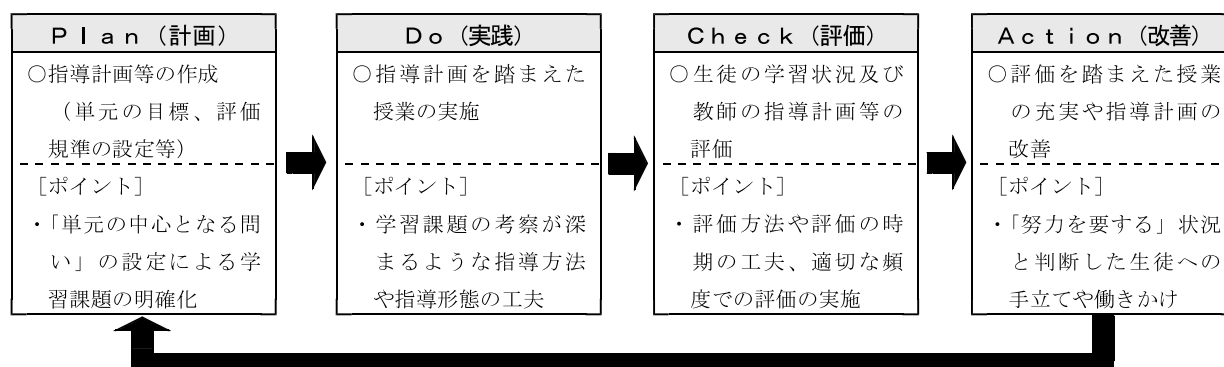 Plan（計画）
○指導計画等の作成
（単元の目標、評価
規準の設定等）
［ポイント］
・「単元の中心となる問
い」の設定による学
習課題の明確化
Do（実践）
○指導計画を踏まえた
授業の実施
［ポイント］
・学習課題の考察が深
まるような指導方法
や指導形態の工夫
Check（評価）
○生徒の学習状況及び
教師の指導計画等の
評価
［ポイント］
・評価方法や評価の時
期の工夫、適切な頻
度での評価の実施
Action（改善）
○評価を踏まえた授業
の充実や指導計画の
改善
［ポイント］
・「努力を要する」状況
と判断した生徒への
手立てや働きかけ